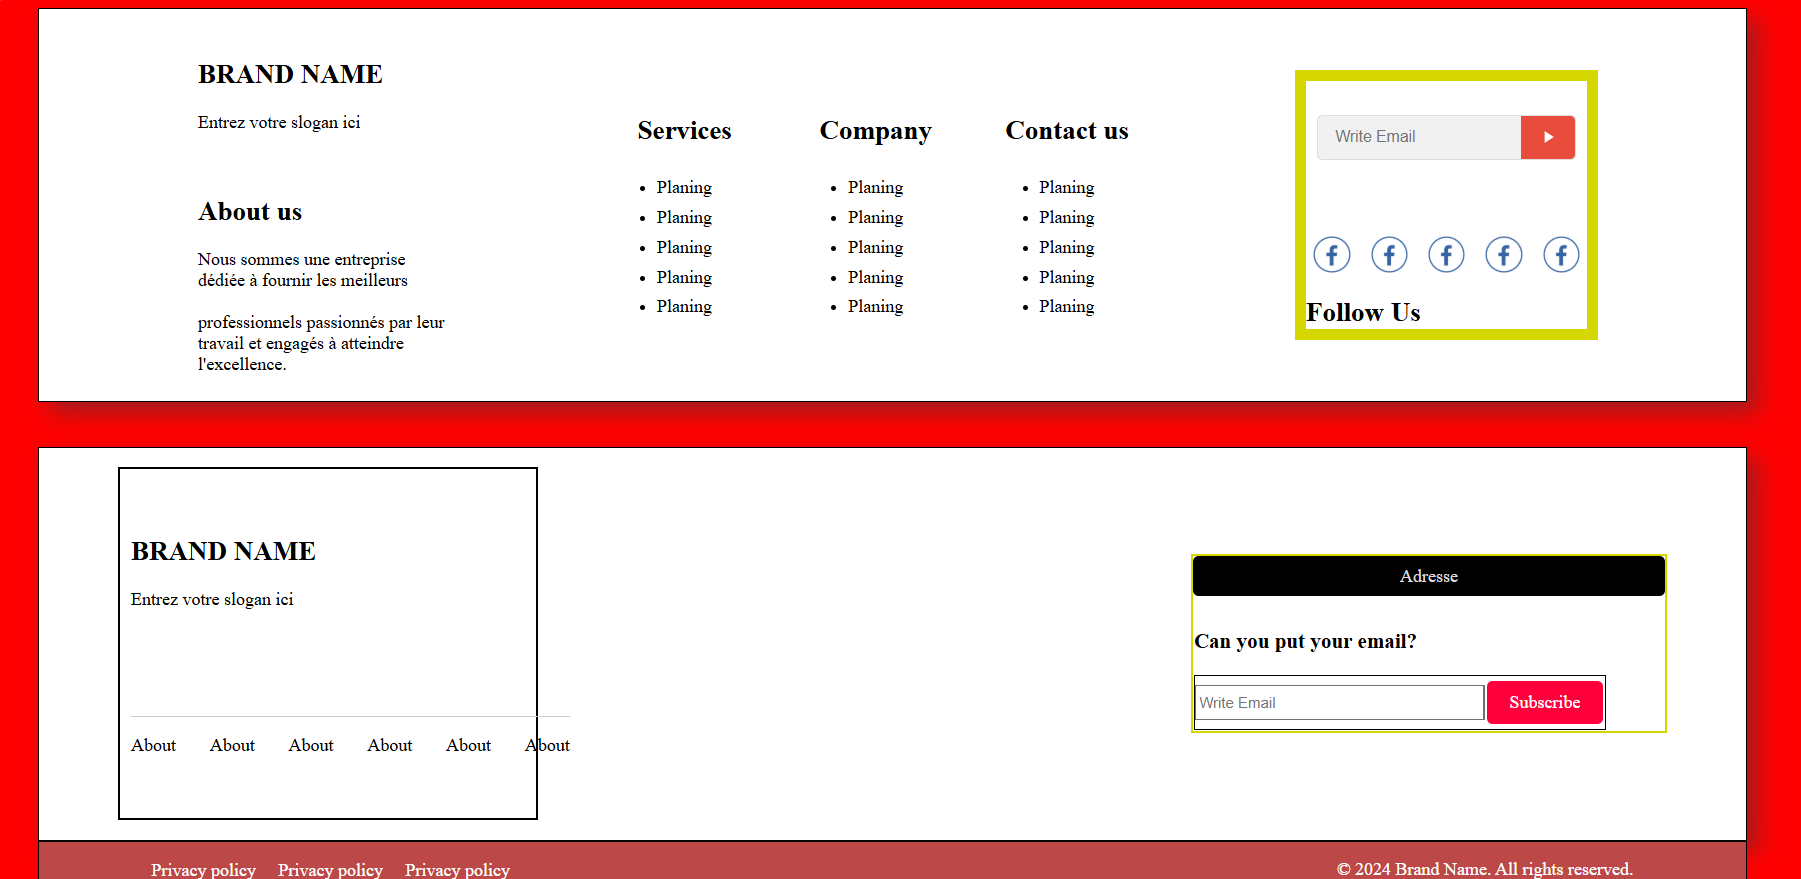 BRAND NAME
Entrez votre slogan ici
About us
Nous sommes une entreprise
dédiée à fournir les meilleurs
professionnels passionnés par leur
travail et engagés à atteindre
l'excellence.
Services
Planing
Planing
Planing
Planing
Planing
Company
Planing
Planing
Planing
Planing
Planing
Contact us
Planing
Planing
Planing
Planing
Planing
Write Email
Follow Us
BRAND NAME
Entrez votre slogan ici
About About About About About About
Adresse
Can you put your email?
Write Email Subscribe
Privacy policy Privacy policy Privacy policy
© 2024 Brand Name. All rights reserved.